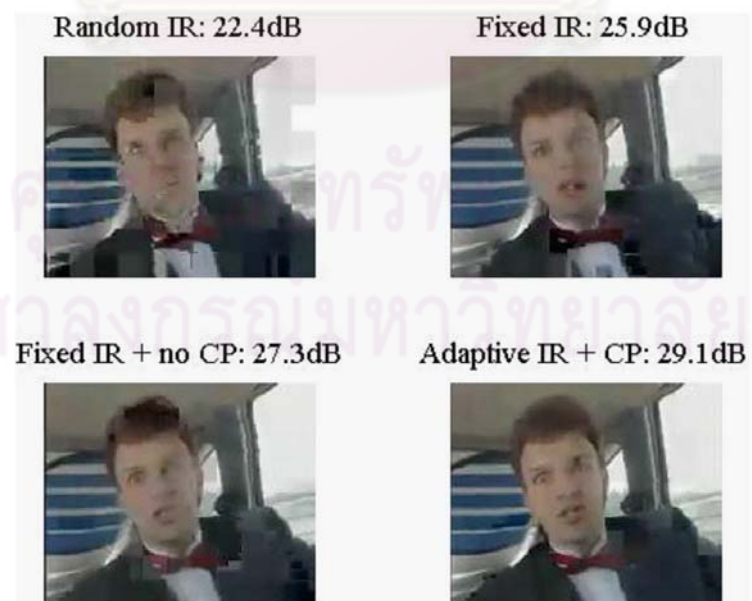 Random IR: 22.4dB
Fixed IR: 25.9dB
Fixed IR + no CP: 27.3dB
Adaptive IR + CP: 29.1dB